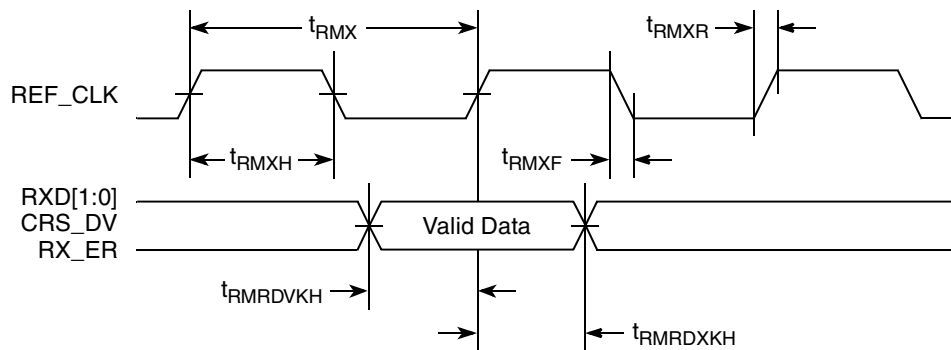 tRMX
tRMXR
REF_CLK
tRMXH
tRMXF
RXD[1:0]
CRS_DV
RX_ER
Valid Data
tRMRDVKH
tRMRDXKH